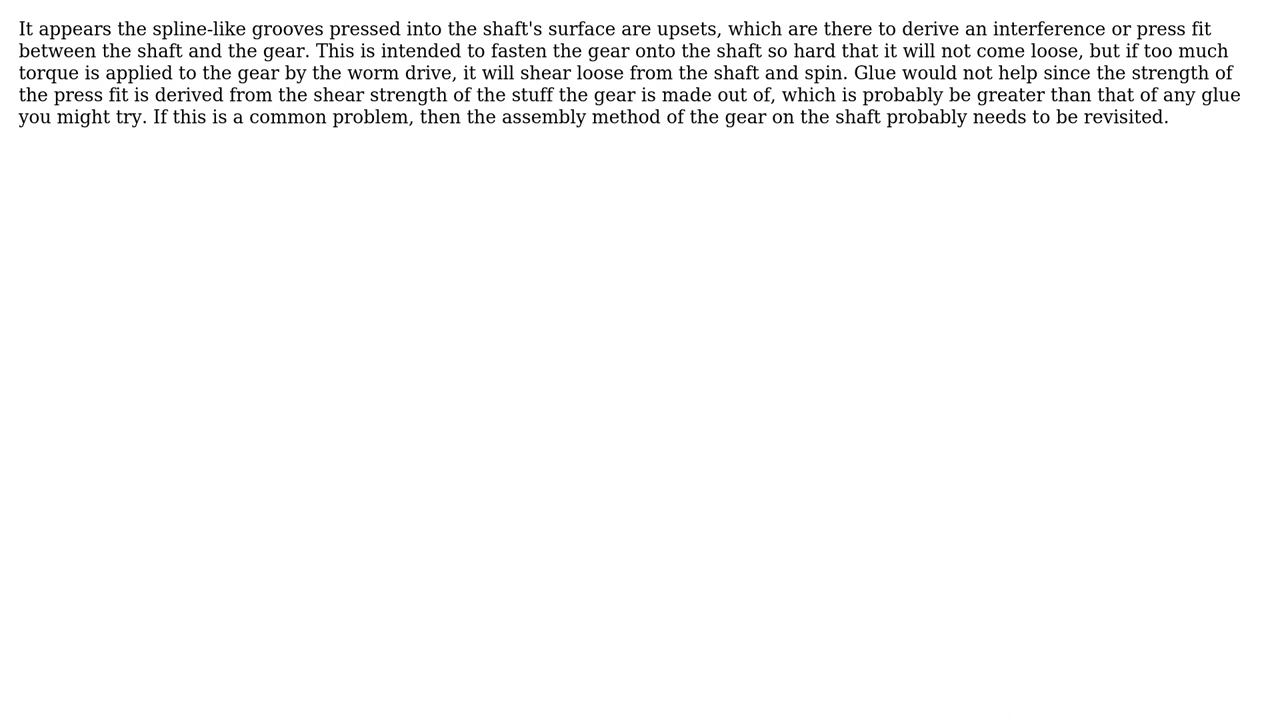 It appears the spline-like grooves pressed into the shaft's surface are upsets, which are there to derive an interference or press fit
between the shaft and the gear. This is intended to fasten the gear onto the shaft so hard that it will not come loose, but if too much
torque is applied to the gear by the worm drive, it will shear loose from the shaft and spin. Glue would not help since the strength of
the press fit is derived from the shear strength of the stuff the gear is made out of, which is probably be greater than that of any glue
you might try. If this is a common problem, then the assembly method of the gear on the shaft probably needs to be revisited.